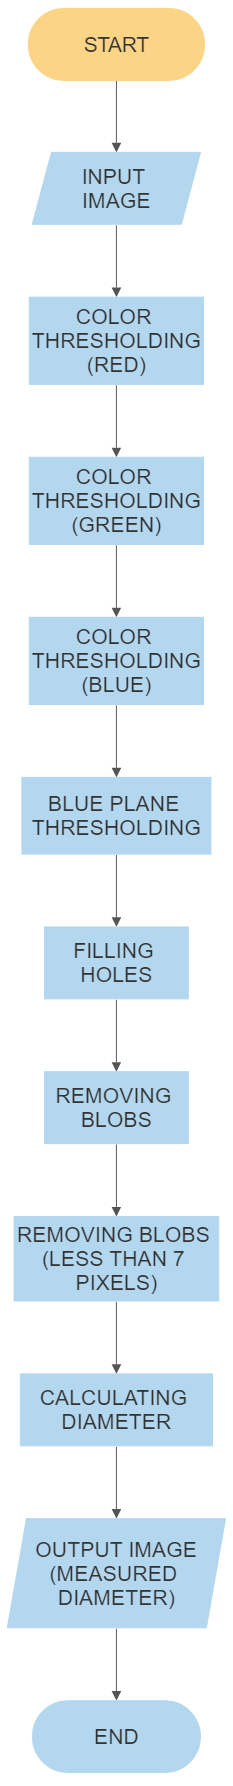 START
INPUT
IMAGE
COLOR
THRESHOLDING
(RED)
COLOR
THRESHOLDING
(GREEN)
COLOR
THRESHOLDING
(BLUE)
BLUE PLANE
THRESHOLDING
FILLING
HOLES
REMOVING
BLOBS
REMOVING BLOBS
(LESS THAN 7
PIXELS)
CALCULATING
DIAMETER
OUTPUT IMAGE
(MEASURED
DIAMETER)
END